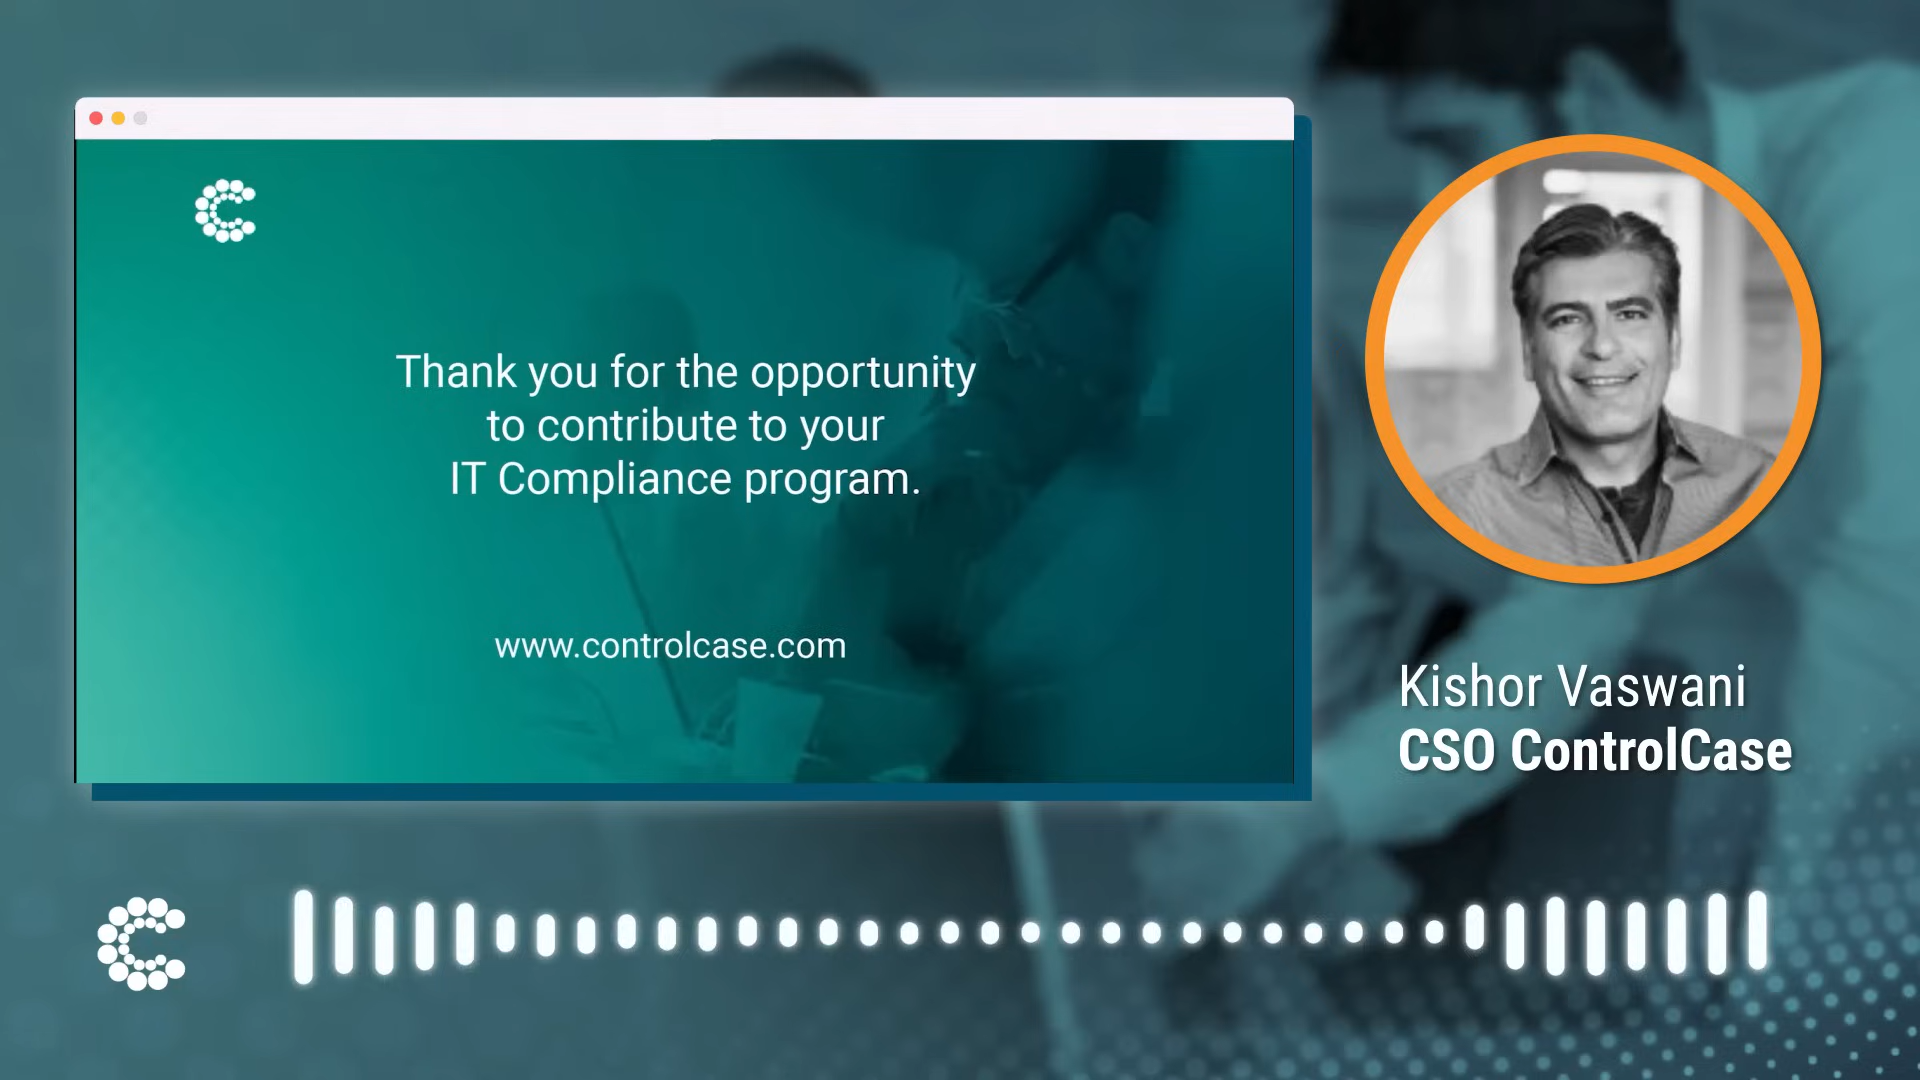 Thank you for the opportunity
to contribute to your
IT Compliance program.
www.controlcase.com
Kishor Vaswani
CSO ControlCase